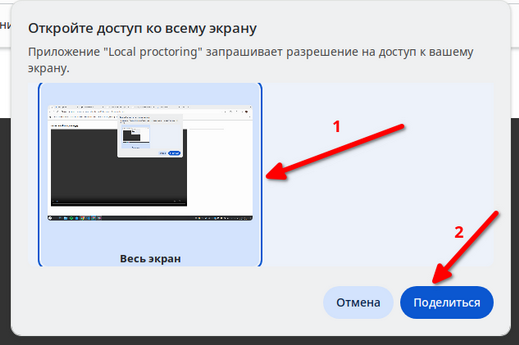 Откройте доступ ко всему экрану
Приложение "Local proctoring" запрашивает разрешение на доступ к вашему
экрану.
1
Весь экран
2
Отмена
Поделиться